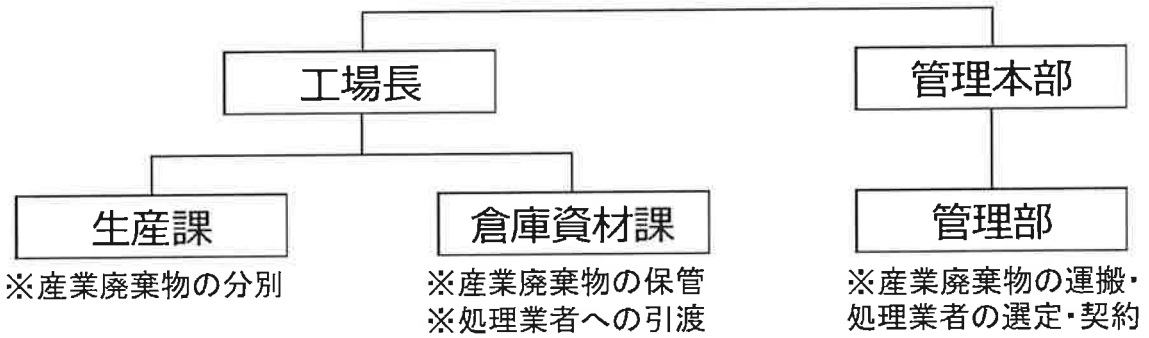 工場長
管理本部
生産課
倉庫資材課
管理部
※産業廃棄物の分別
※産業廃棄物の保管
※処理業者への引渡
※産業廃棄物の運搬・
処理業者の選定・契約